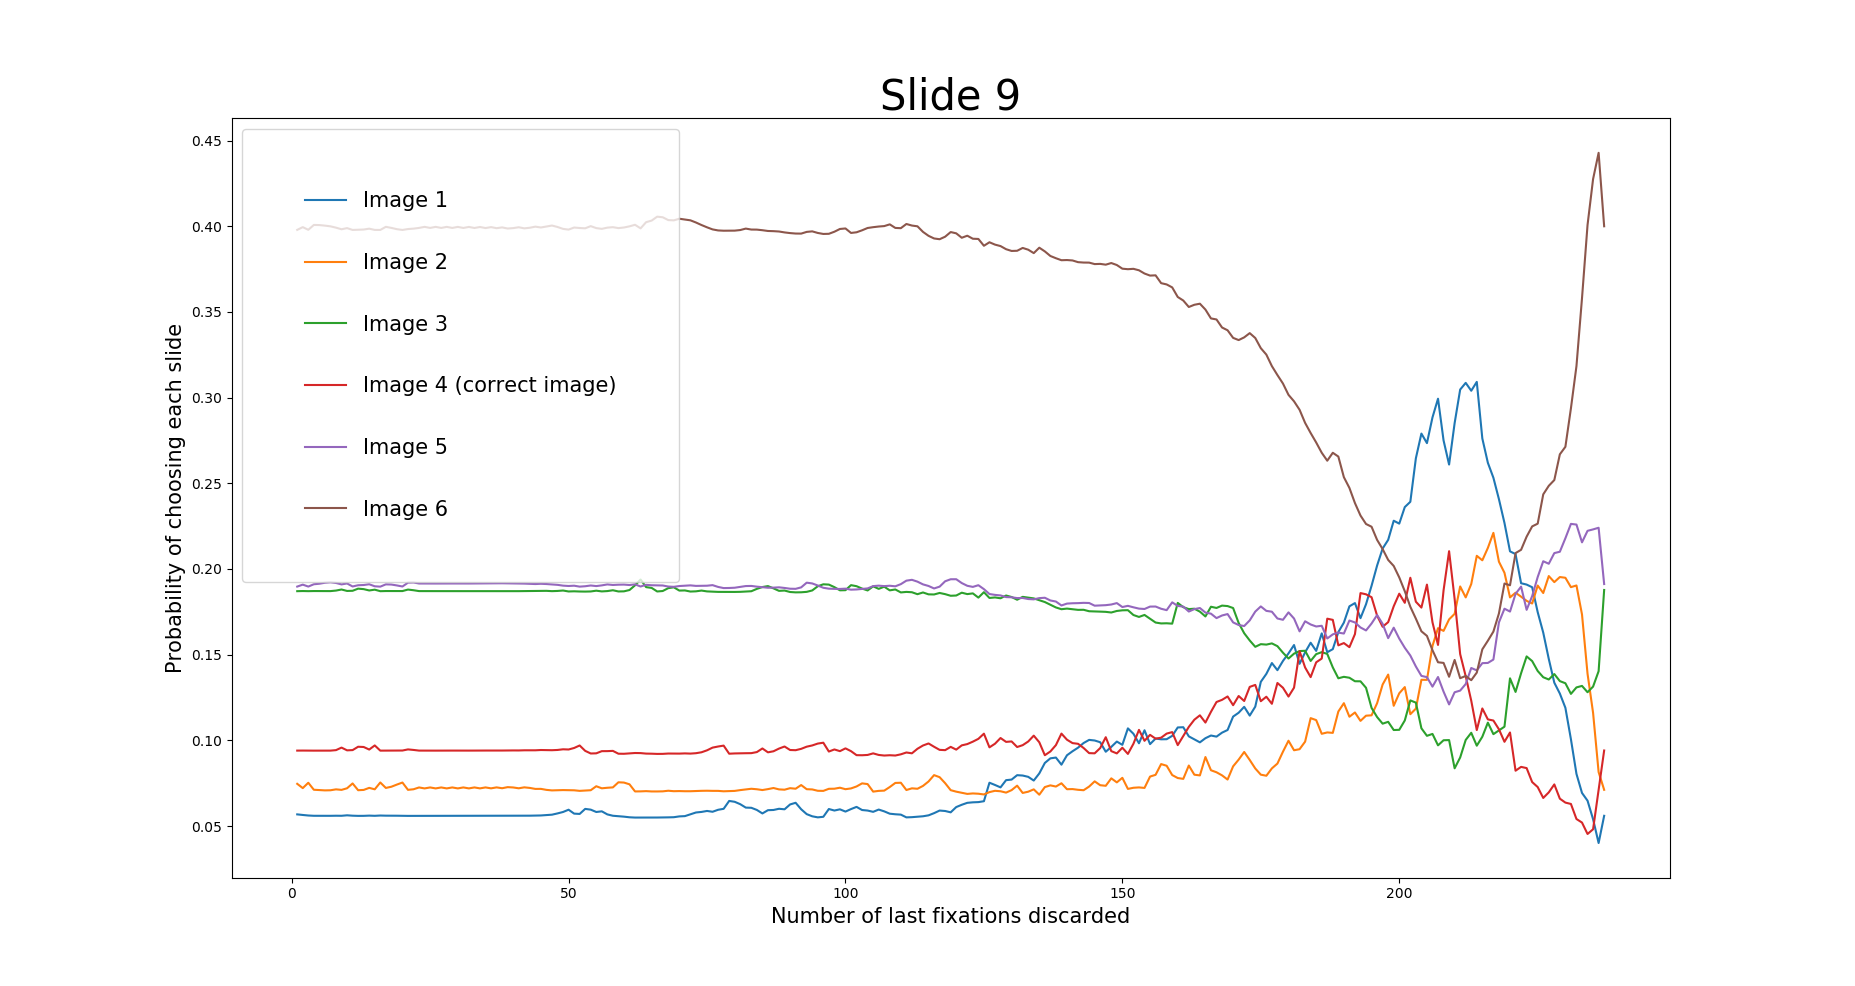 Slide 9
0.45
0.40
0.35
0.30
0.25
0.20
0.15
0.10
0.05
Probability of choosing each slide
Image 1
Image 2
Image 3
Image 4 (correct image)
Image 5
Image 6
0
50
100
150
200
Number of last fixations discarded